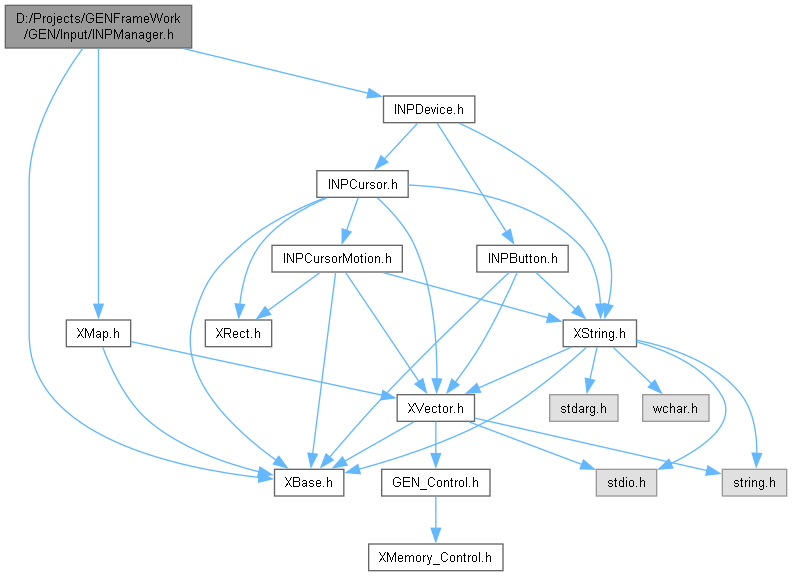 D:/Projects/GENFrameWork
/GEN/Input/INPManager.h
INPDevice.h
INPCursor.h
INPCursorMotion.h
INPButton.h
XMap.h
XRect.h
XString.h
XVector.h
stdarg.h
wchar.h
XBase.h
GEN_Control.h
stdio.h
string.h
XMemory_Control.h